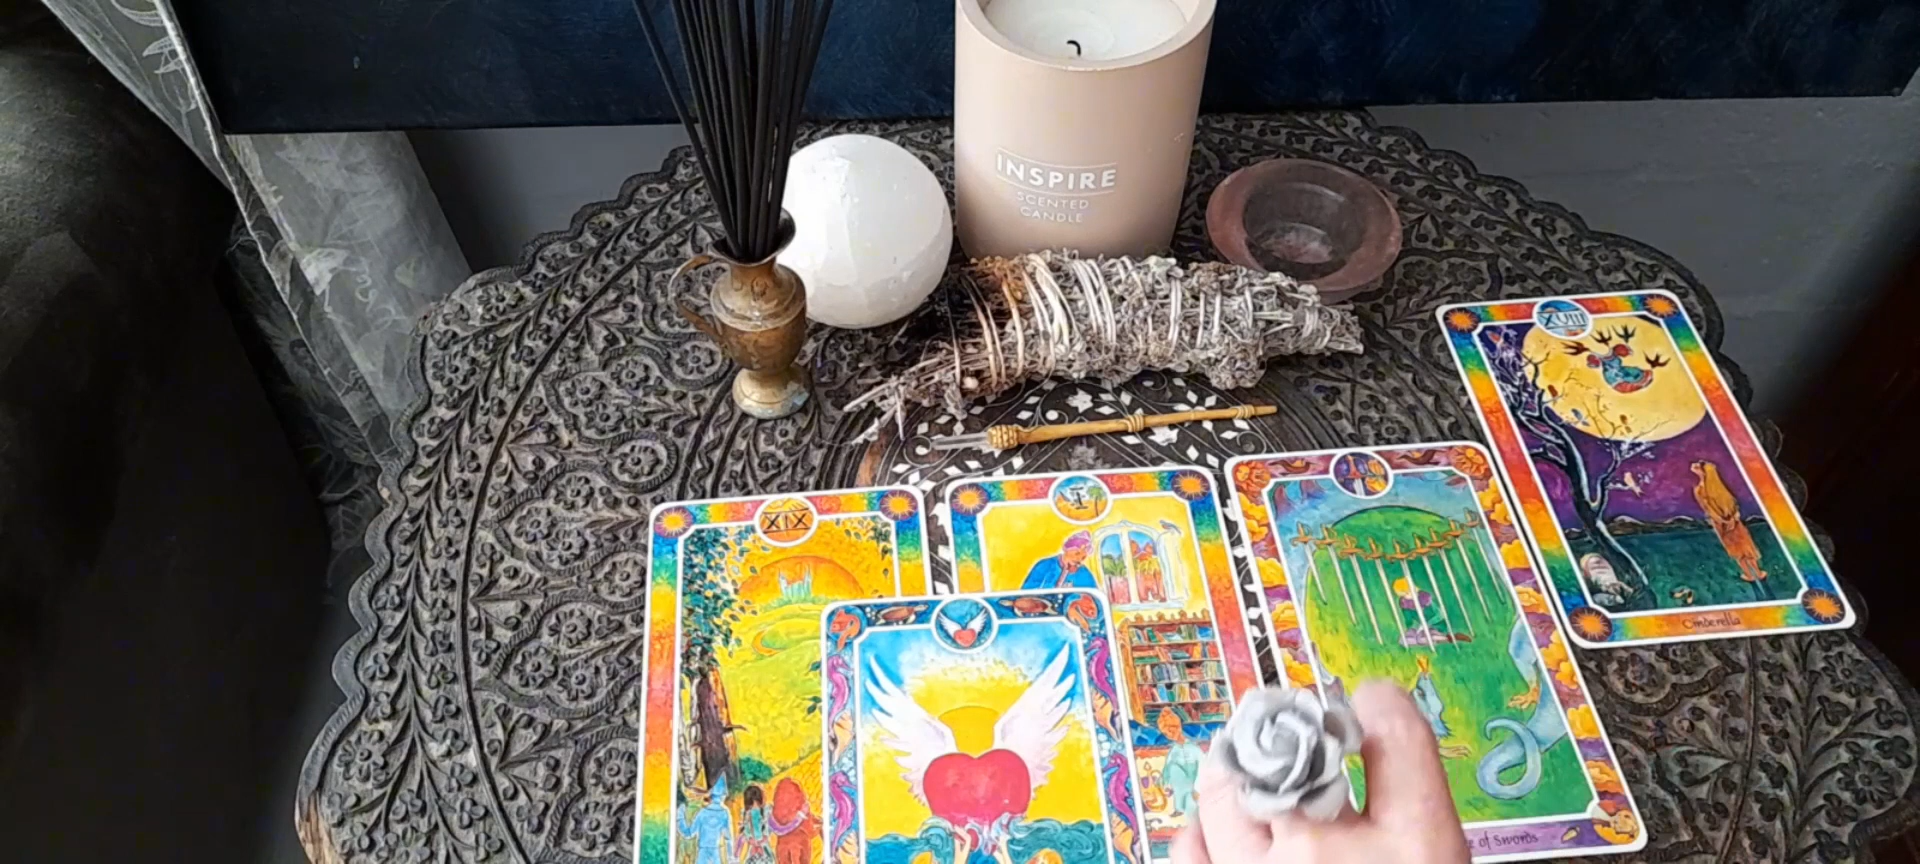 INSPIRE
SCENTED
CANDLE
XVIII
XIX
I
Cinderella
of Swords